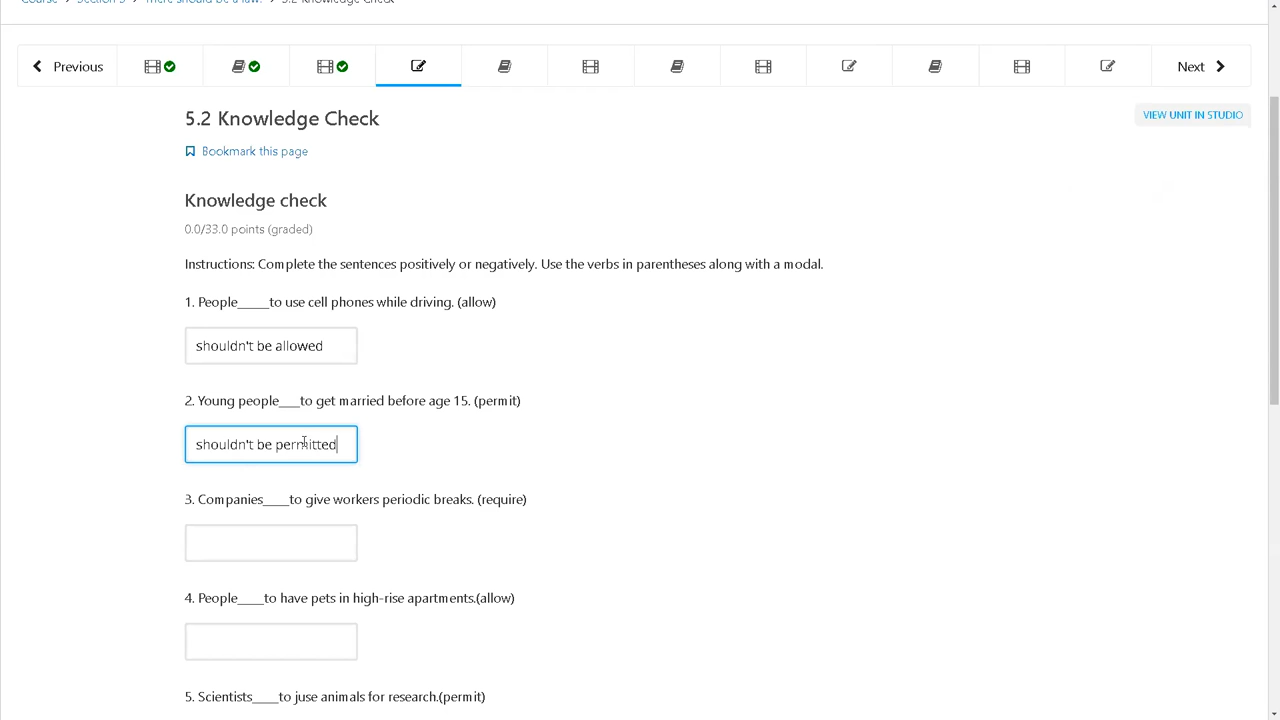 Previous
Next
5.2 Knowledge Check
VIEW UNIT IN STUDIO
Bookmark this page
Knowledge check
0.0/33.0 points (graded)
Instructions: Complete the sentences positively or negatively. Use the verbs in parentheses along with a modal.
1. People_____to use cell phones while driving. (allow)
shouldn't be allowed
2. Young people___to get married before age 15. (permit)
shouldn't be permitted
3. Companies____to give workers periodic breaks. (require)
4. People____to have pets in high-rise apartments.(allow)
5. Scientists____to juse animals for research.(permit)